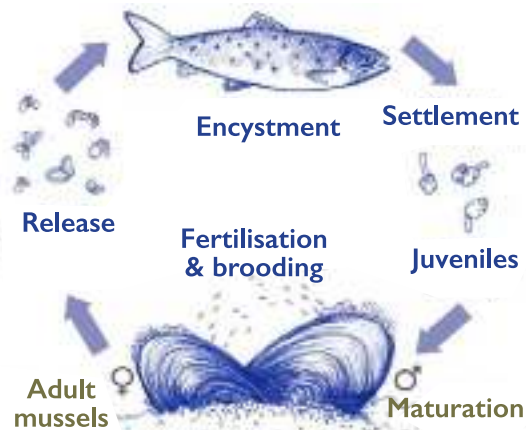 Encystment
Settlement
Juveniles
Maturation
♂
Fertilisation
& brooding
♀
Adult
mussels
Release